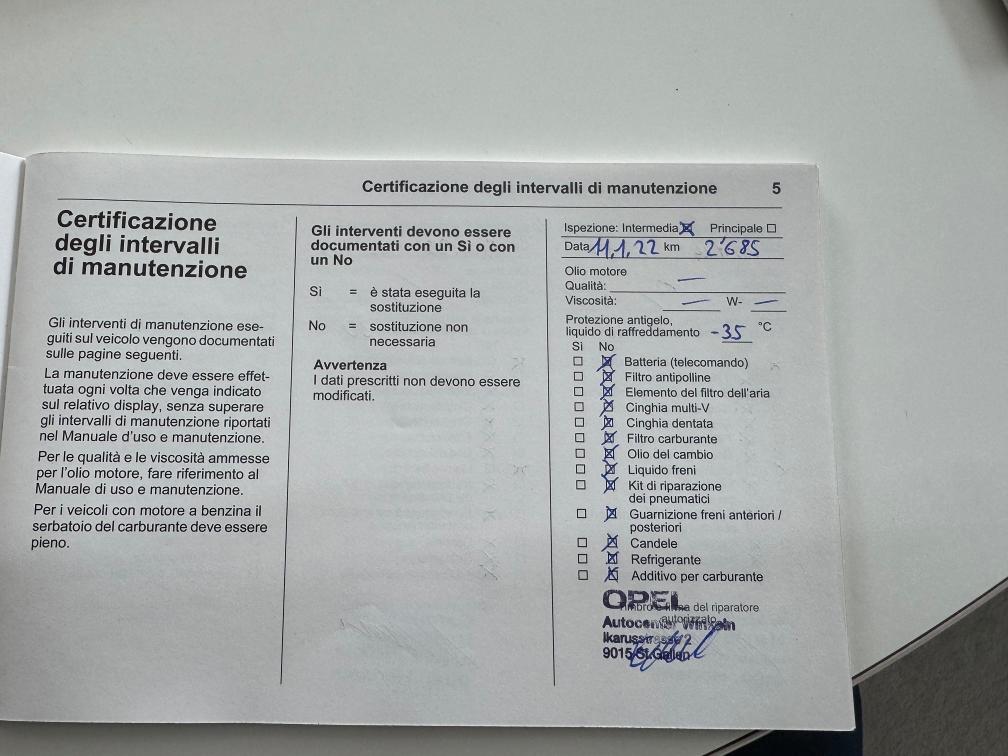 Certificazione degli intervalli di manutenzione 5
Certificazione
degli intervalli
di manutenzione
Gli interventi di manutenzione ese-
guiti sul veicolo vengono documentati
sulle pagine seguenti.
La manutenzione deve essere effet-
tuata ogni volta che venga indicato
sul relativo display, senza superare
gli intervalli di manutenzione riportati
nel Manuale d'uso e manutenzione.
Per le qualità e le viscosità ammesse
per l'olio motore, fare riferimento al
Manuale di uso e manutenzione.
Per i veicoli con motore a benzina il
serbatoio del carburante deve essere
pieno.
Gli interventi devono essere
documentati con un Sì o con
un No
Sì = è stata eseguita la
sostituzione
No = sostituzione non
necessaria
Avvertenza
I dati prescritti non devono essere
modificati.
Ispezione: Intermedia ☒ Principale ☐
Data 11.1.22 km 2'685
Olio motore
Qualità: —
Viscosità: — W- —
Protezione antigelo,
liquido di raffreddamento -35 °C
Sì No
☐ ☒ Batteria (telecomando)
☐ ☒ Filtro antipolline
☐ ☒ Elemento del filtro dell'aria
☐ ☒ Cinghia multi-V
☐ ☒ Cinghia dentata
☐ ☒ Filtro carburante
☐ ☒ Olio del cambio
☐ ☒ Liquido freni
☐ ☒ Kit di riparazione
dei pneumatici
☐ ☒ Guarnizione freni anteriori /
posteriori
☐ ☒ Candele
☐ ☒ Refrigerante
☐ ☒ Additivo per carburante
OPEL
Timbro e firma del riparatore
autorizzato
Autocenter Winkeln
Ikarusstrasse
9015 St.Gallen